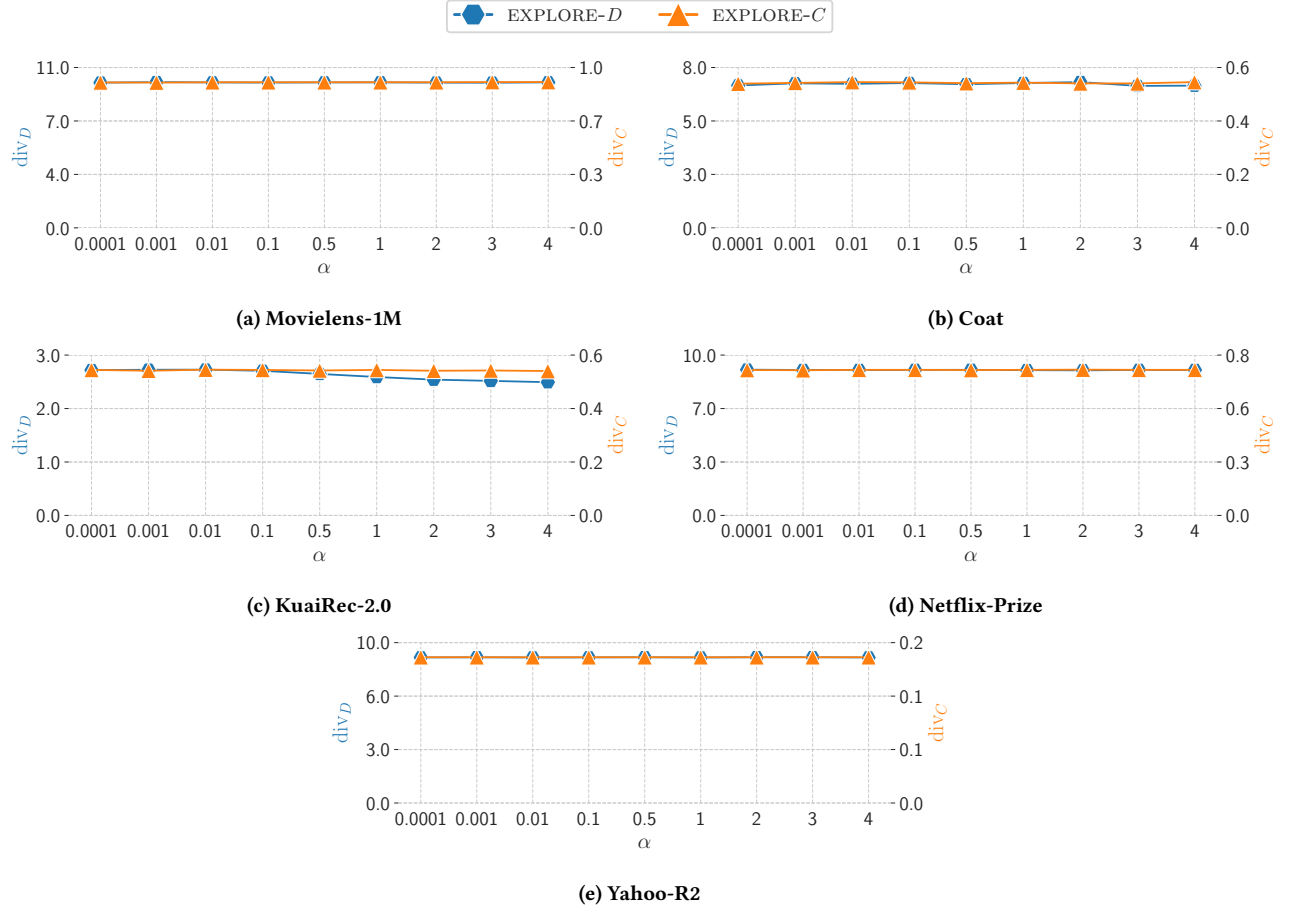 EXPLORE-D EXPLORE-C
11.0 1.0
7.0 0.7
4.0 0.3
0.0 0.0
div_D div_C
0.0001 0.001 0.01 0.1 0.5 1 2 3 4
α
(a) Movielens-1M
8.0 0.6
5.0 0.4
3.0 0.2
0.0 0.0
div_D div_C
0.0001 0.001 0.01 0.1 0.5 1 2 3 4
α
(b) Coat
3.0 0.6
2.0 0.4
1.0 0.2
0.0 0.0
div_D div_C
0.0001 0.001 0.01 0.1 0.5 1 2 3 4
α
(c) KuaiRec-2.0
10.0 0.8
7.0 0.6
3.0 0.3
0.0 0.0
div_D div_C
0.0001 0.001 0.01 0.1 0.5 1 2 3 4
α
(d) Netflix-Prize
10.0 0.2
6.0 0.1
3.0 0.1
0.0 0.0
div_D div_C
0.0001 0.001 0.01 0.1 0.5 1 2 3 4
α
(e) Yahoo-R2